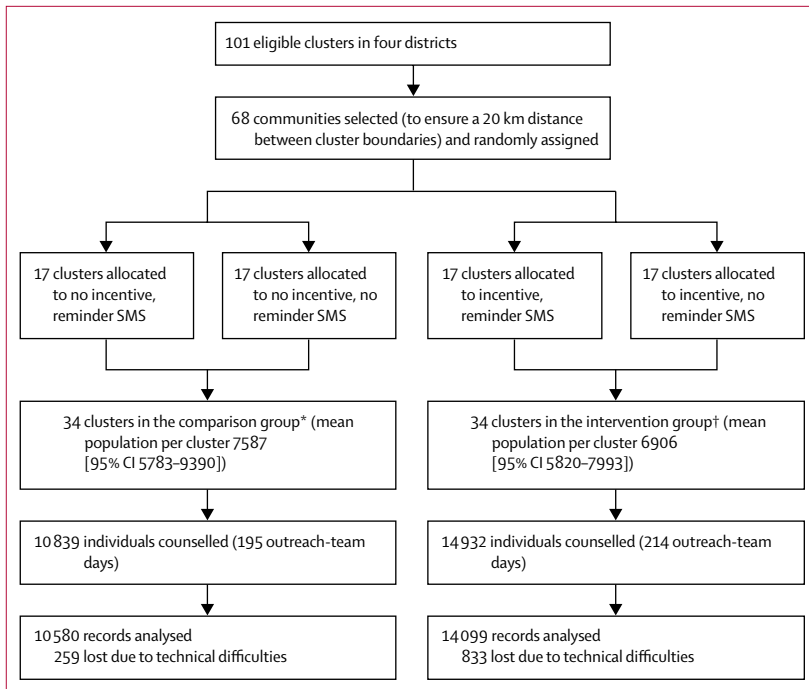 101 eligible clusters in four districts
68 communities selected (to ensure a 20 km distance
between cluster boundaries) and randomly assigned
17 clusters allocated
to no incentive,
reminder SMS
17 clusters allocated
to no incentive, no
reminder SMS
17 clusters allocated
to incentive,
reminder SMS
17 clusters allocated
to incentive, no
reminder SMS
34 clusters in the comparison group* (mean
population per cluster 7587
[95% CI 5783–9390])
34 clusters in the intervention group† (mean
population per cluster 6906
[95% CI 5820–7993])
10 839 individuals counselled (195 outreach-team
days)
14 932 individuals counselled (214 outreach-team
days)
10 580 records analysed
259 lost due to technical difficulties
14 099 records analysed
833 lost due to technical difficulties